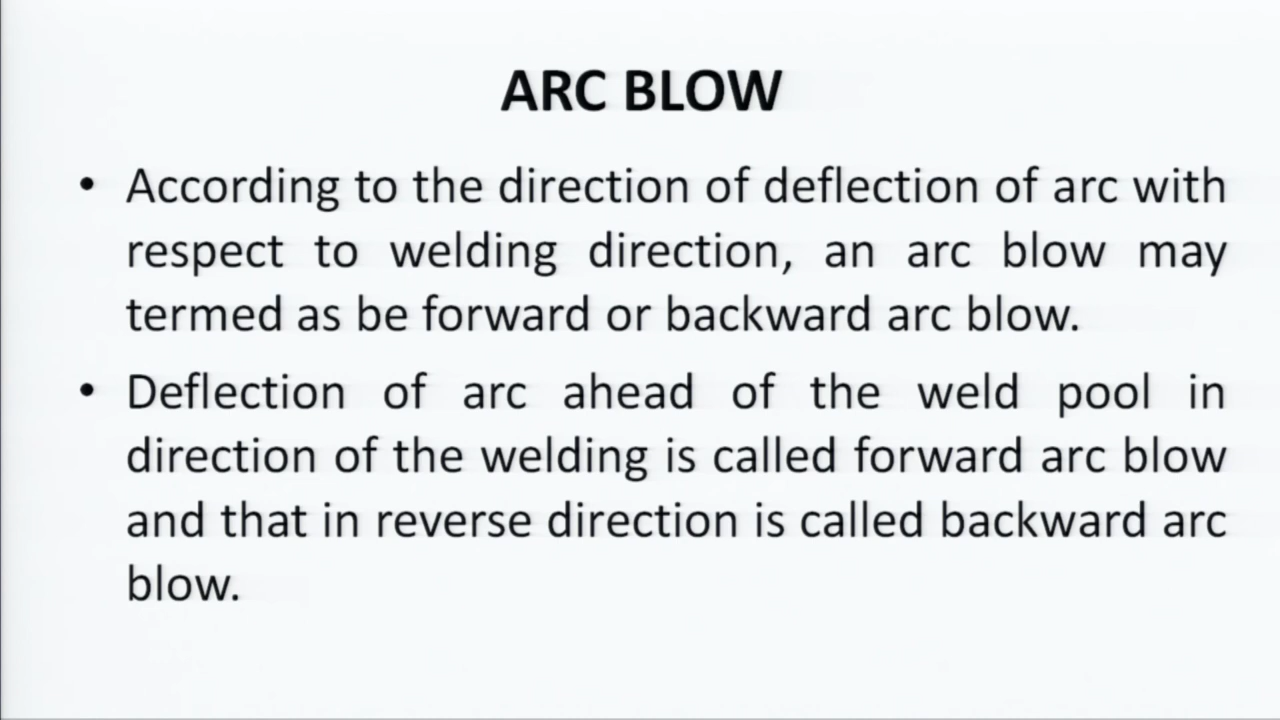 ARC BLOW
• According to the direction of deflection of arc with
respect to welding direction, an arc blow may
termed as be forward or backward arc blow.
• Deflection of arc ahead of the weld pool in
direction of the welding is called forward arc blow
and that in reverse direction is called backward arc
blow.